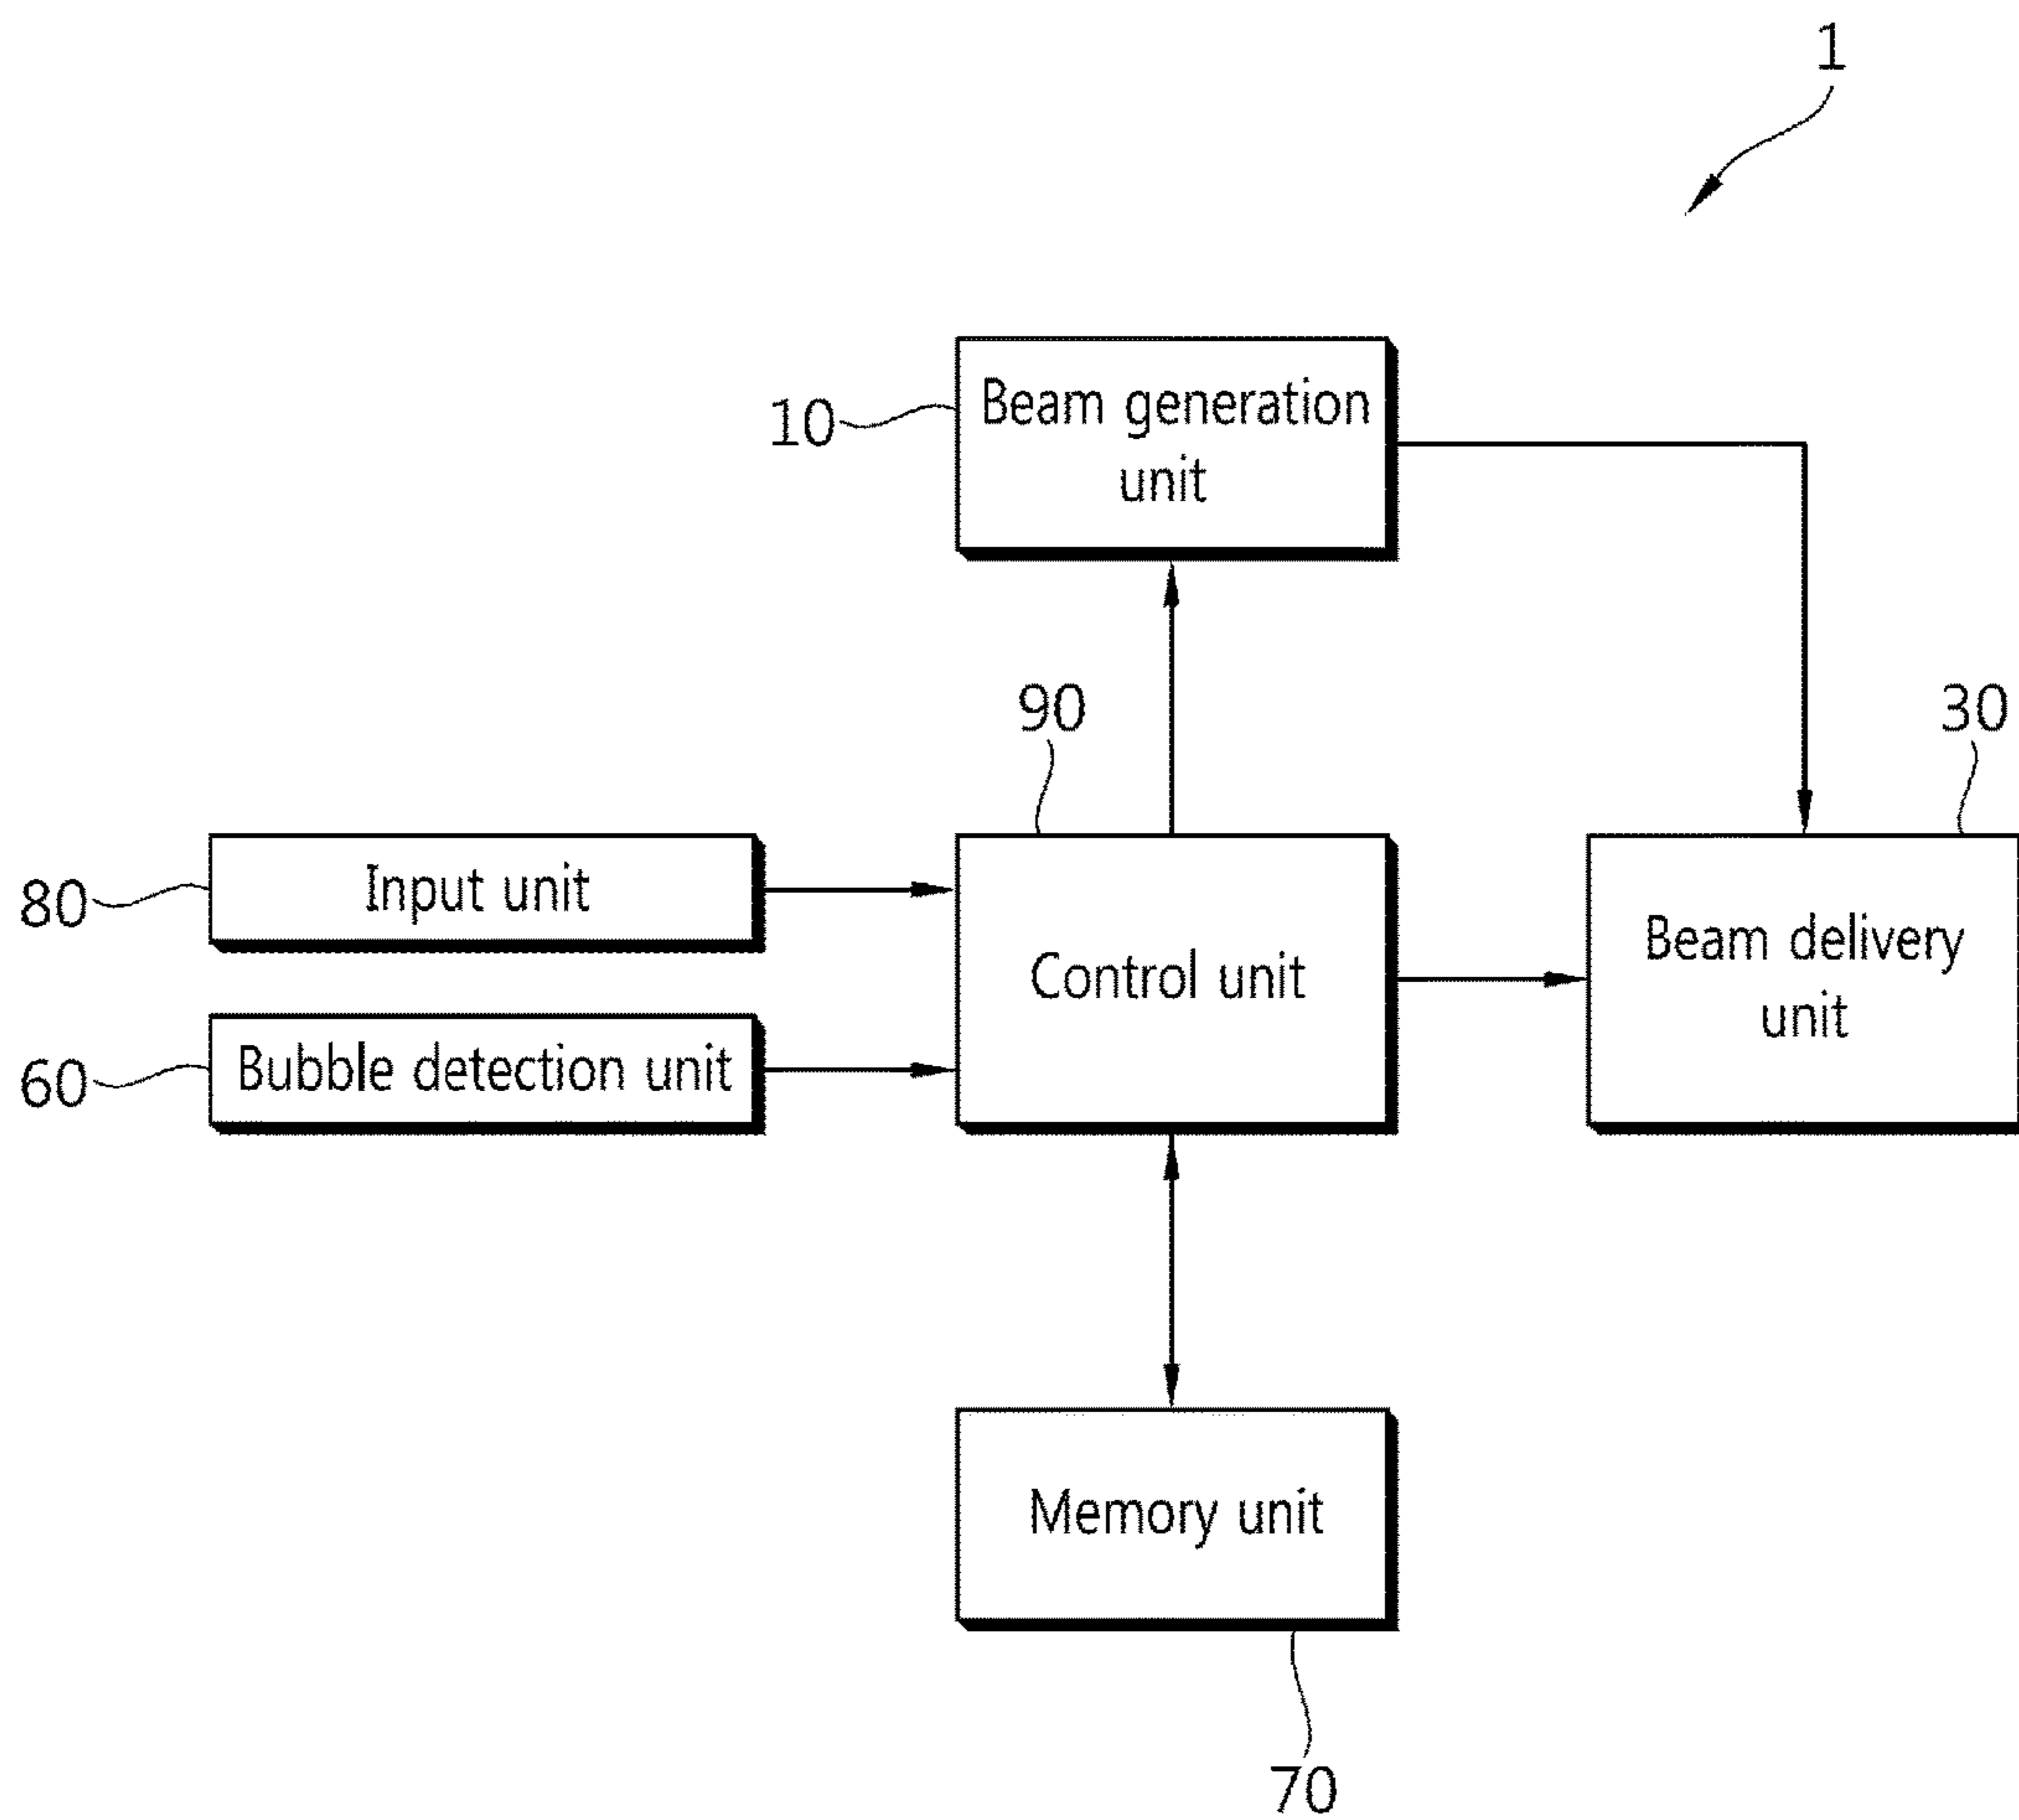 1
10
Beam generation
unit
90
30
80
Input unit
Control unit
Beam delivery
unit
60
Bubble detection unit
Memory unit
70